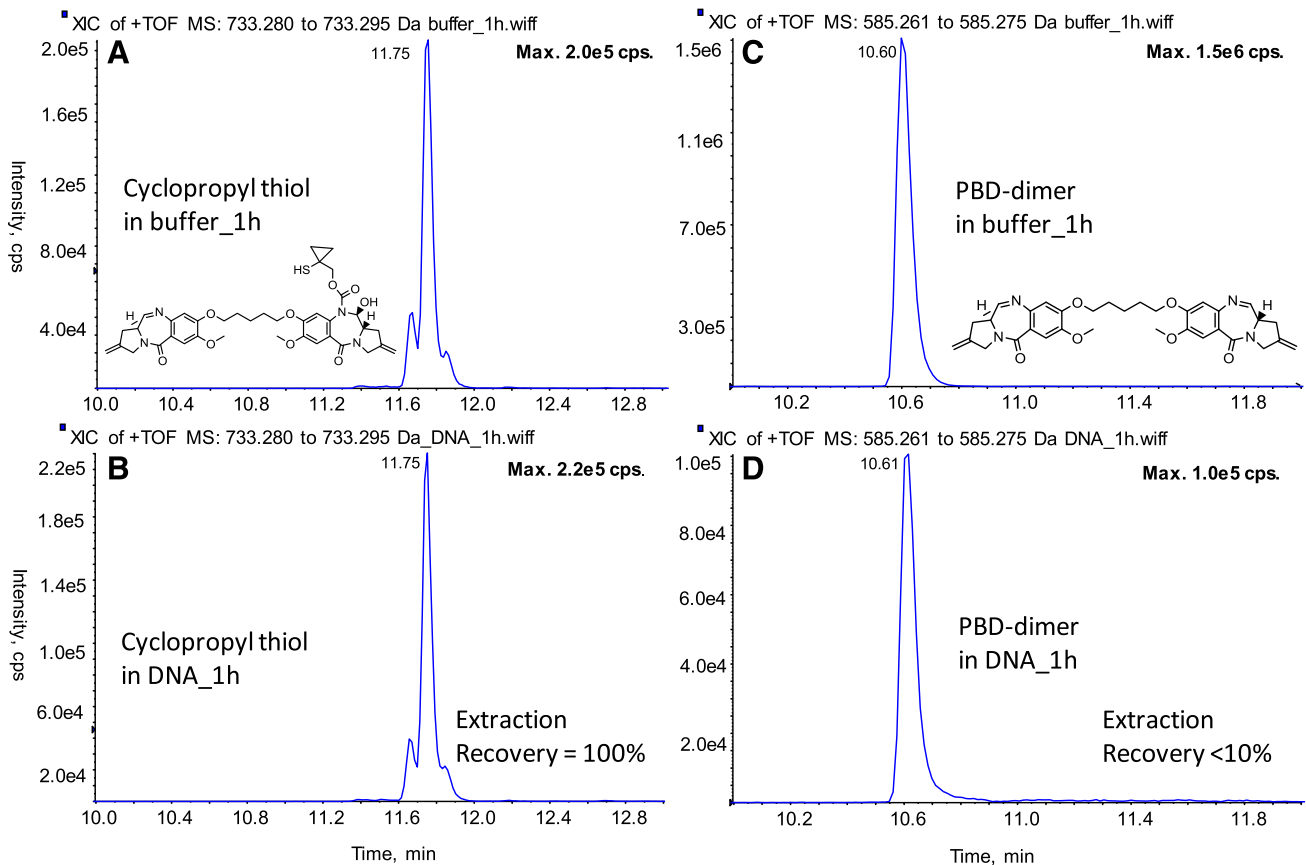 XIC of +TOF MS: 733.280 to 733.295 Da buffer_1h.wiff
A
Max. 2.0e5 cps.
11.75
2.0e5
1.6e5
1.2e5
8.0e4
4.0e4
Intensity, cps
Cyclopropyl thiol
in buffer_1h
HS
O
O
N
OH
H
N
O
O
H
N
N
O
O
O
O
10.0 10.4 10.8 11.2 11.6 12.0 12.4 12.8
XIC of +TOF MS: 585.261 to 585.275 Da buffer_1h.wiff
C
Max. 1.5e6 cps.
10.60
1.5e6
1.1e6
7.0e5
3.0e5
PBD-dimer
in buffer_1h
H
N
O
O
N
H
N
O
O
N
O
O
10.2 10.6 11.0 11.4 11.8
XIC of +TOF MS: 733.280 to 733.295 Da_DNA_1h.wiff
B
Max. 2.2e5 cps.
11.75
2.2e5
1.8e5
1.4e5
1.0e5
6.0e4
2.0e4
Intensity, cps
Cyclopropyl thiol
in DNA_1h
Extraction
Recovery = 100%
10.0 10.4 10.8 11.2 11.6 12.0 12.4 12.8
Time, min
XIC of +TOF MS: 585.261 to 585.275 Da DNA_1h.wiff
D
Max. 1.0e5 cps.
10.61
1.0e5
8.0e4
6.0e4
4.0e4
2.0e4
PBD-dimer
in DNA_1h
Extraction
Recovery <10%
10.2 10.6 11.0 11.4 11.8
Time, min